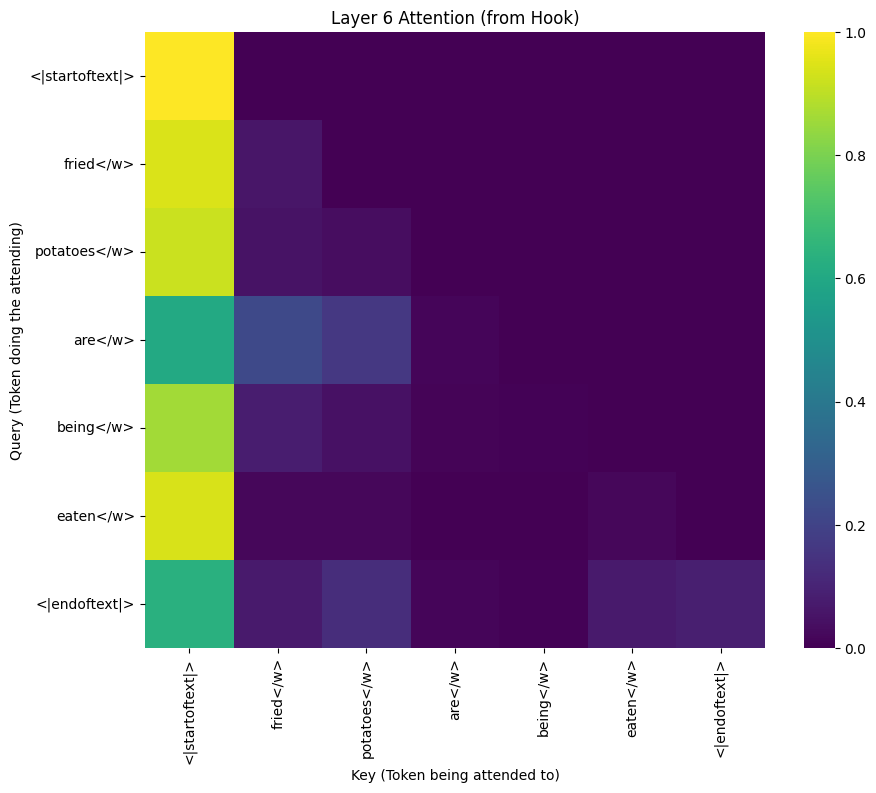 Layer 6 Attention (from Hook)
Query (Token doing the attending)
<|startoftext|>
fried</w>
potatoes</w>
are</w>
being</w>
eaten</w>
<|endoftext|>
<|startoftext|>
fried</w>
potatoes</w>
are</w>
being</w>
eaten</w>
<|endoftext|>
Key (Token being attended to)
1.0
0.8
0.6
0.4
0.2
0.0